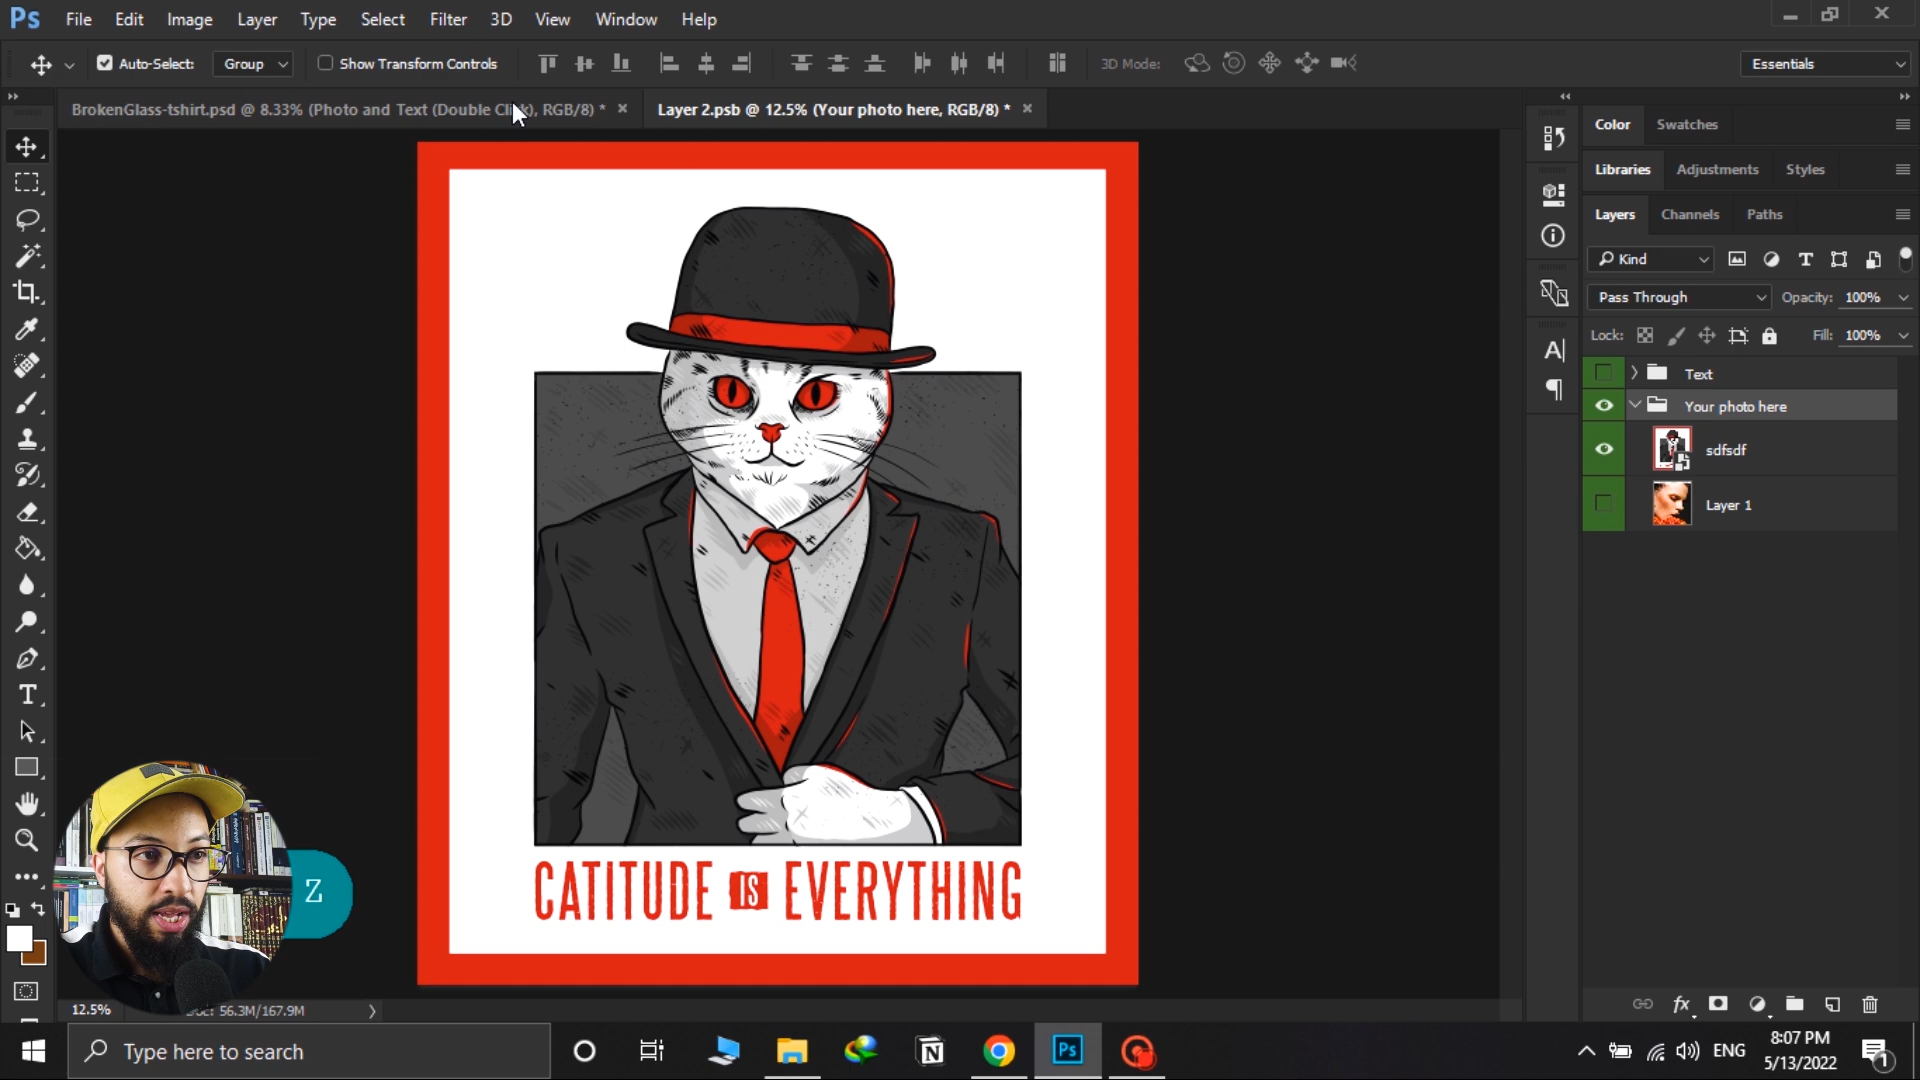 Ps File Edit Image Layer Type Select Filter 3D View Window Help
Auto-Select: Group Show Transform Controls 3D Mode: Essentials
BrokenGlass-tshirt.psd @ 8.33% (Photo and Text (Double Click), RGB/8) * Layer 2.psb @ 12.5% (Your photo here, RGB/8) *
Color Swatches
Libraries Adjustments Styles
Layers Channels Paths
Kind
Pass Through Opacity: 100%
Lock: Fill: 100%
Text
Your photo here
sdfsdf
Layer 1
CATITUDE IS EVERYTHING
Z
12.5% 56.3M/167.9M
Type here to search
Ps
ENG
8:07 PM
5/13/2022
1